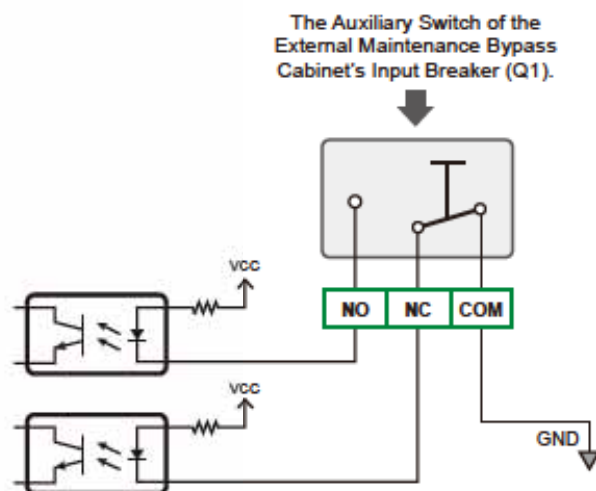 The Auxiliary Switch of the
External Maintenance Bypass
Cabinet's Input Breaker (Q1).
VCC
NO NC COM
VCC
GND